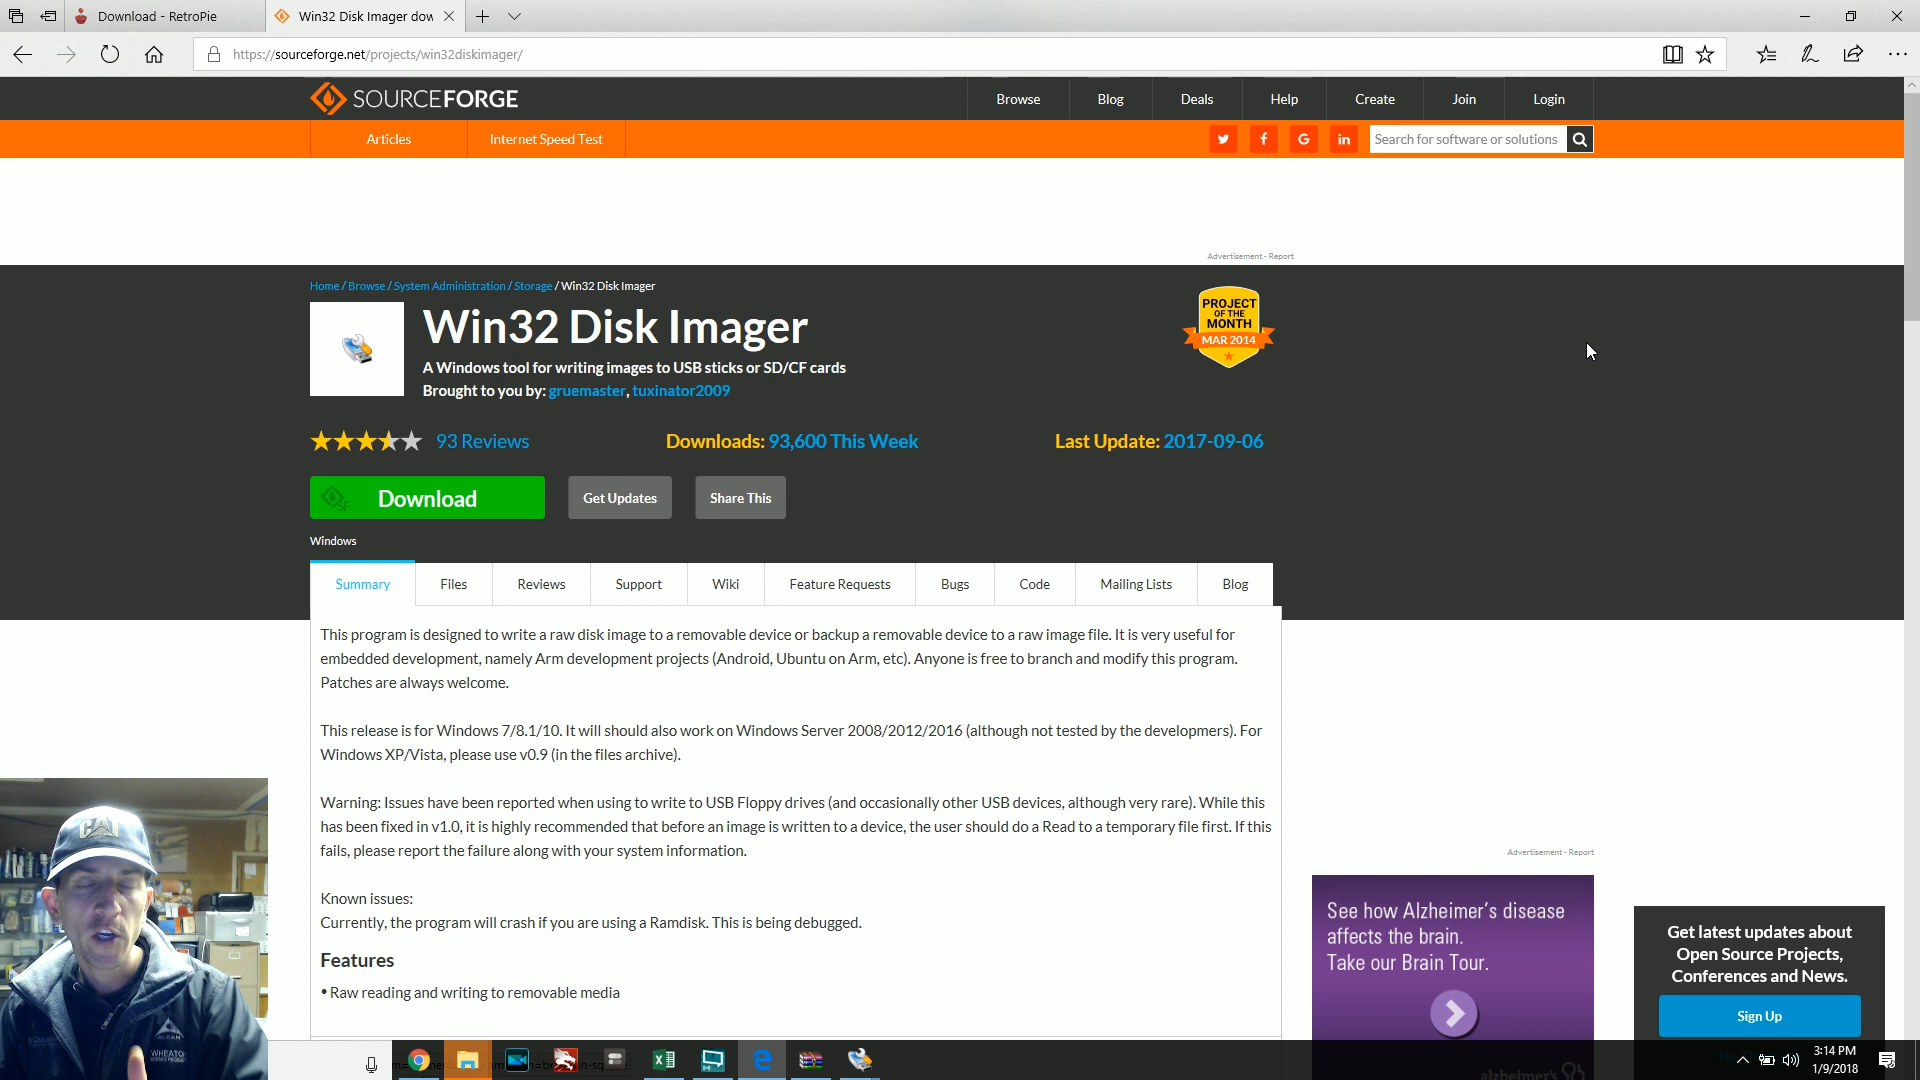 Download - RetroPie
Win32 Disk Imager dow
https://sourceforge.net/projects/win32diskimager/
SOURCEFORGE
Browse
Blog
Deals
Help
Create
Join
Login
Articles
Internet Speed Test
Search for software or solutions
Advertisement - Report
Home / Browse / System Administration / Storage / Win32 Disk Imager
Win32 Disk Imager
A Windows tool for writing images to USB sticks or SD/CF cards
Brought to you by: gruemaster, tuxinator2009
PROJECT
OF THE
MONTH
MAR 2014
93 Reviews
Downloads: 93,600 This Week
Last Update: 2017-09-06
Download
Get Updates
Share This
Windows
Summary
Files
Reviews
Support
Wiki
Feature Requests
Bugs
Code
Mailing Lists
Blog
This program is designed to write a raw disk image to a removable device or backup a removable device to a raw image file. It is very useful for
embedded development, namely Arm development projects (Android, Ubuntu on Arm, etc). Anyone is free to branch and modify this program.
Patches are always welcome.
This release is for Windows 7/8.1/10. It will should also work on Windows Server 2008/2012/2016 (although not tested by the developmers). For
Windows XP/Vista, please use v0.9 (in the files archive).
Warning: Issues have been reported when using to write to USB Floppy drives (and occasionally other USB devices, although very rare). While this
has been fixed in v1.0, it is highly recommended that before an image is written to a device, the user should do a Read to a temporary file first. If this
fails, please report the failure along with your system information.
Known issues:
Currently, the program will crash if you are using a Ramdisk. This is being debugged.
Features
• Raw reading and writing to removable media
Advertisement - Report
See how Alzheimer's disease
affects the brain.
Take our Brain Tour.
alzheimer's
Get latest updates about
Open Source Projects,
Conferences and News.
Sign Up
CAT
WHEATO
3:14 PM
1/9/2018